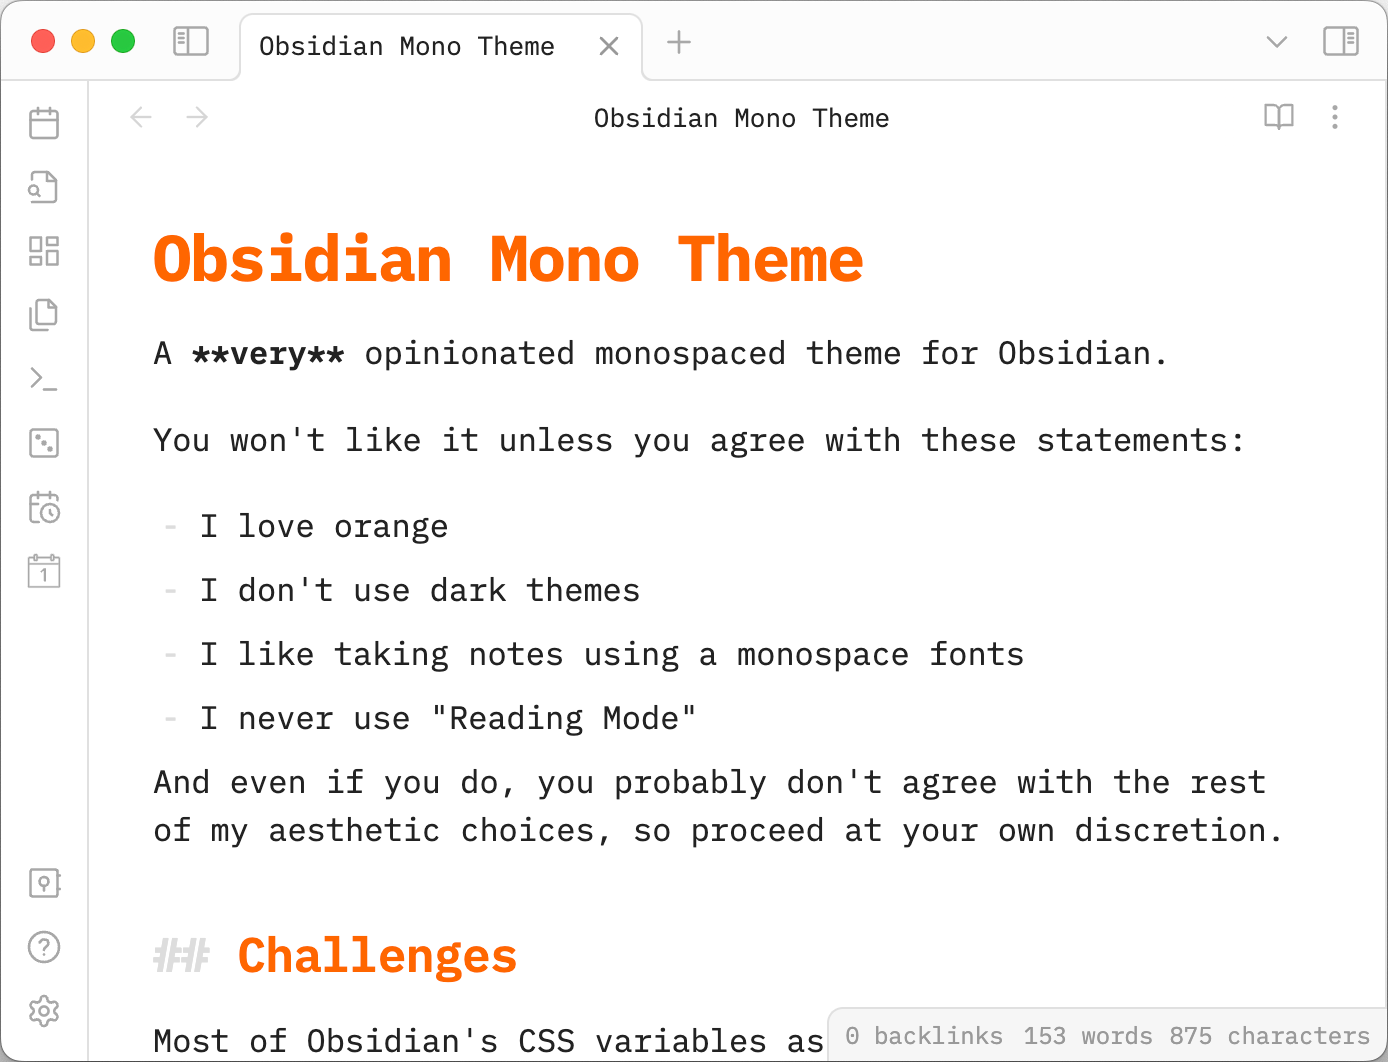 Obsidian Mono Theme
Obsidian Mono Theme
Obsidian Mono Theme
A **very** opinionated monospaced theme for Obsidian.
You won't like it unless you agree with these statements:
- I love orange
- I don't use dark themes
- I like taking notes using a monospace fonts
- I never use "Reading Mode"
And even if you do, you probably don't agree with the rest
of my aesthetic choices, so proceed at your own discretion.
## Challenges
Most of Obsidian's CSS variables as
0 backlinks 153 words 875 characters
1